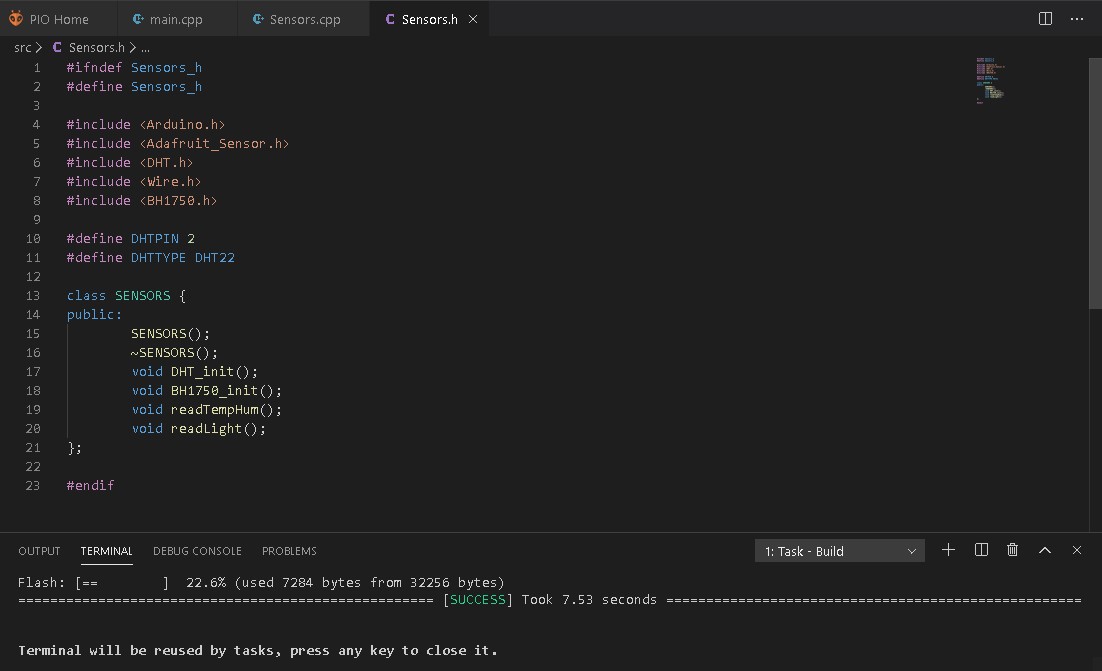 PIO Home main.cpp Sensors.cpp Sensors.h
src > Sensors.h > ...
1 #ifndef Sensors_h
2 #define Sensors_h
3
4 #include <Arduino.h>
5 #include <Adafruit_Sensor.h>
6 #include <DHT.h>
7 #include <Wire.h>
8 #include <BH1750.h>
9
10 #define DHTPIN 2
11 #define DHTTYPE DHT22
12
13 class SENSORS {
14 public:
15 SENSORS();
16 ~SENSORS();
17 void DHT_init();
18 void BH1750_init();
19 void readTempHum();
20 void readLight();
21 };
22
23 #endif
OUTPUT TERMINAL DEBUG CONSOLE PROBLEMS 1: Task - Build
Flash: [==        ]  22.6% (used 7284 bytes from 32256 bytes)
==================================================== [SUCCESS] Took 7.53 seconds ====================================================
Terminal will be reused by tasks, press any key to close it.